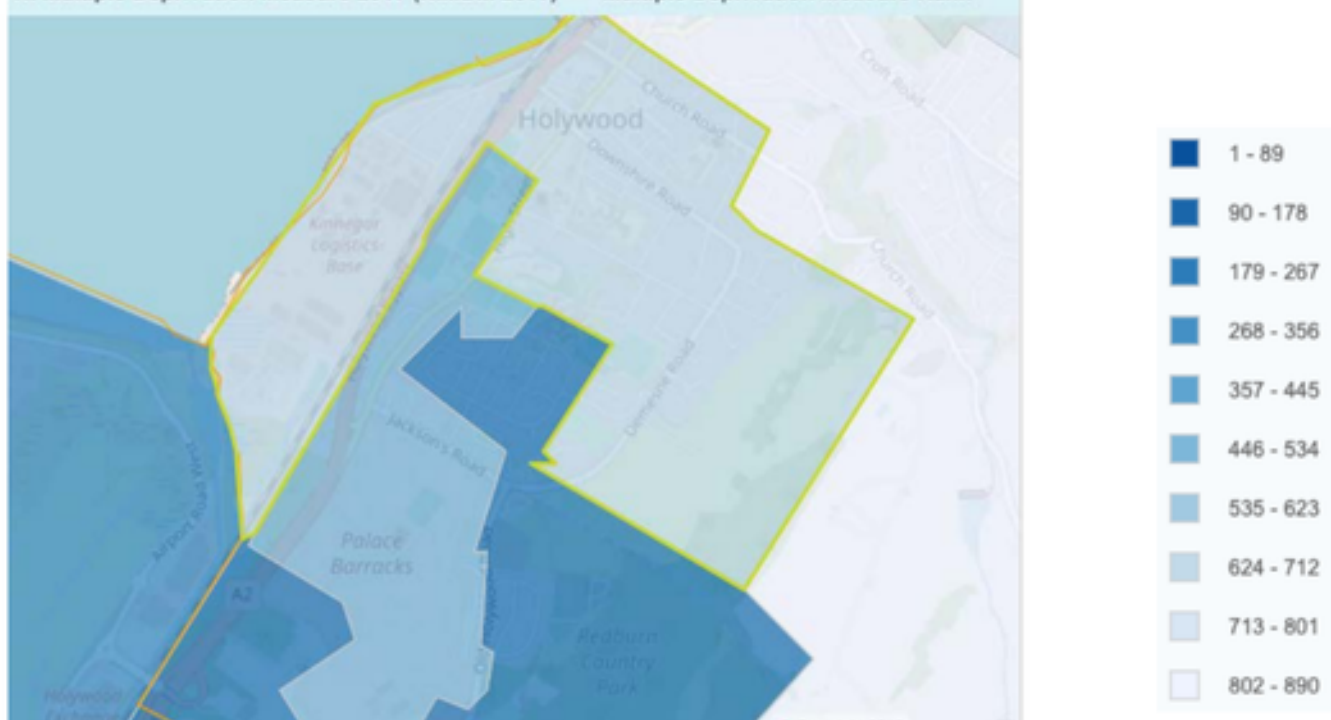 Holywood
Church Road
Croft Road
Downshire Road
Kinnegar
Logistics
Base
Church Road
Demesne Road
Jackson's Road
Airport Road
Palace
Barracks
A2
Redburn
Country
Park
Holywood
Exchange
1 - 89
90 - 178
179 - 267
268 - 356
357 - 445
446 - 534
535 - 623
624 - 712
713 - 801
802 - 890